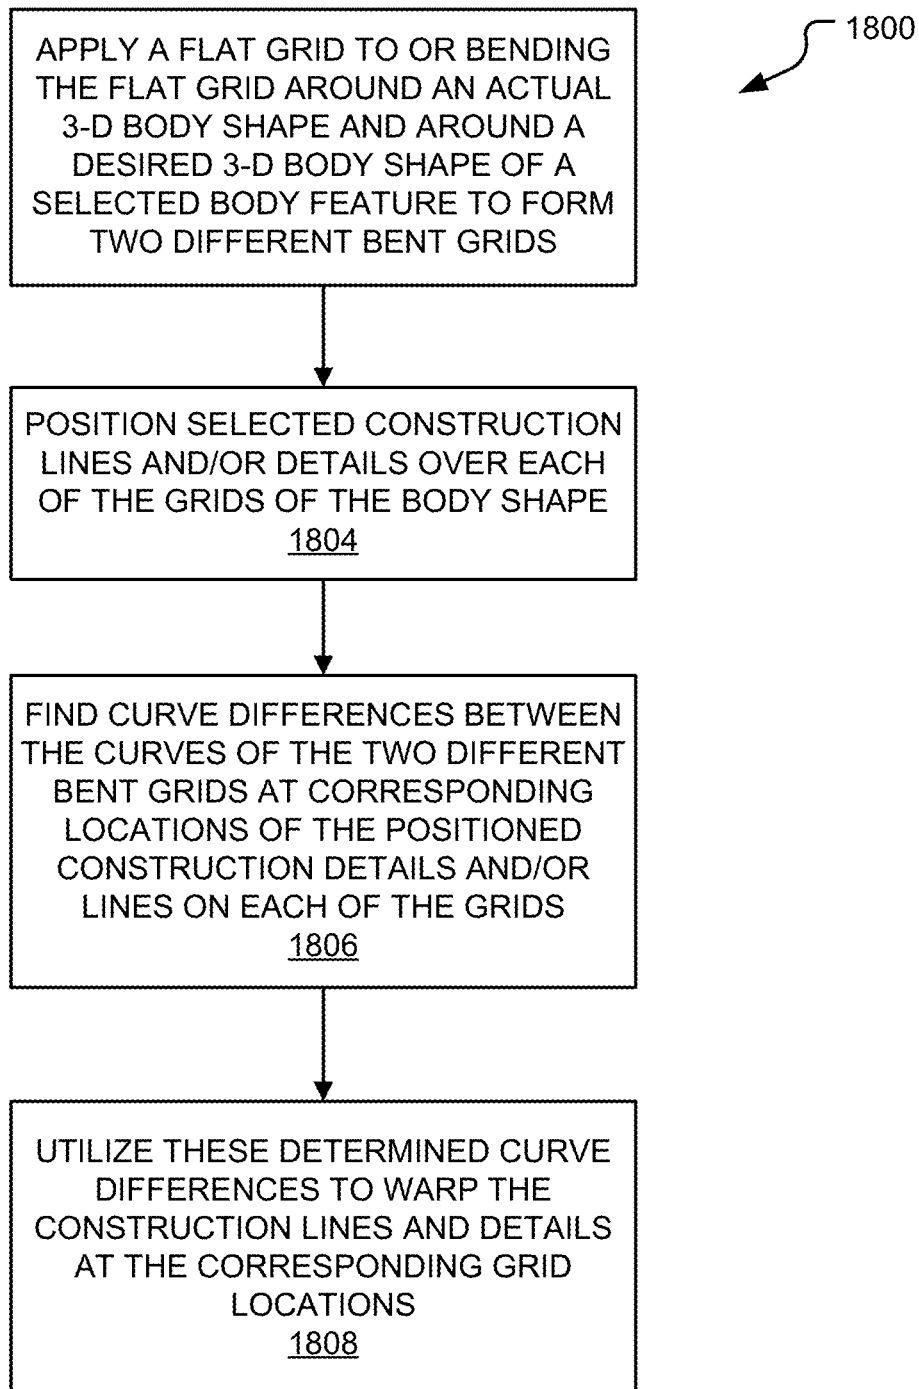 1800
APPLY A FLAT GRID TO OR BENDING
THE FLAT GRID AROUND AN ACTUAL
3-D BODY SHAPE AND AROUND A
DESIRED 3-D BODY SHAPE OF A
SELECTED BODY FEATURE TO FORM
TWO DIFFERENT BENT GRIDS
POSITION SELECTED CONSTRUCTION
LINES AND/OR DETAILS OVER EACH
OF THE GRIDS OF THE BODY SHAPE
1804
FIND CURVE DIFFERENCES BETWEEN
THE CURVES OF THE TWO DIFFERENT
BENT GRIDS AT CORRESPONDING
LOCATIONS OF THE POSITIONED
CONSTRUCTION DETAILS AND/OR
LINES ON EACH OF THE GRIDS
1806
UTILIZE THESE DETERMINED CURVE
DIFFERENCES TO WARP THE
CONSTRUCTION LINES AND DETAILS
AT THE CORRESPONDING GRID
LOCATIONS
1808